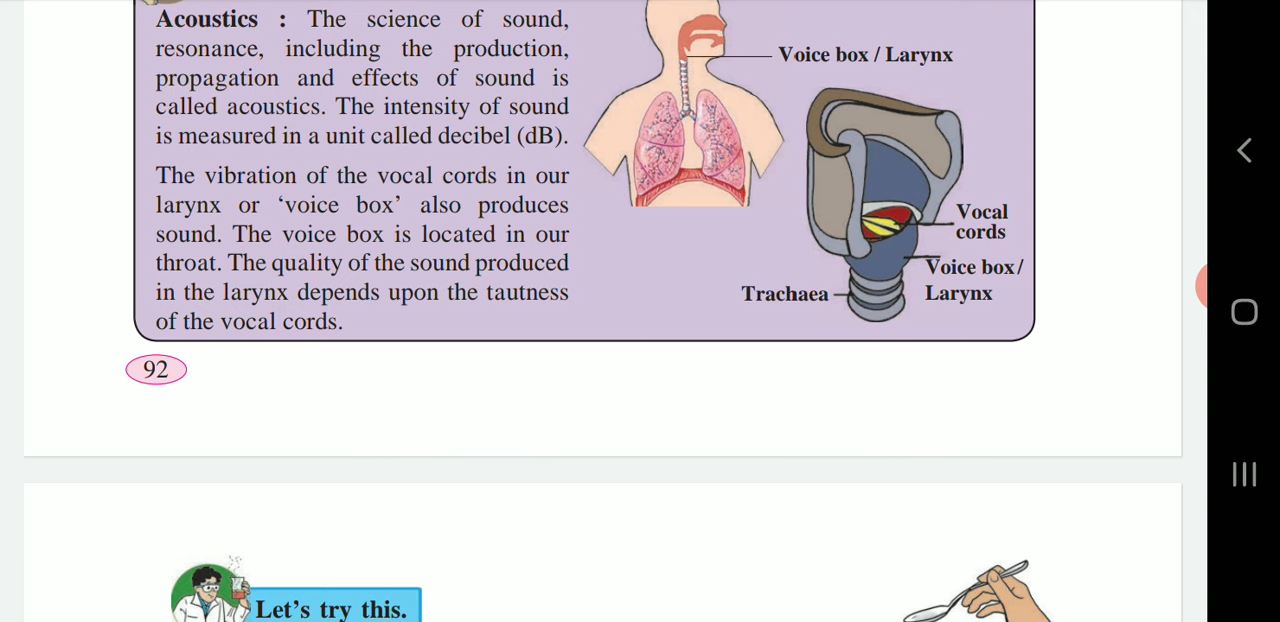 Acoustics : The science of sound,
resonance, including the production,
propagation and effects of sound is
called acoustics. The intensity of sound
is measured in a unit called decibel (dB).
The vibration of the vocal cords in our
larynx or ‘voice box’ also produces
sound. The voice box is located in our
throat. The quality of the sound produced
in the larynx depends upon the tautness
of the vocal cords.
Voice box / Larynx
Vocal
cords
Voice box/
Larynx
Trachaea
92
Let’s try this.